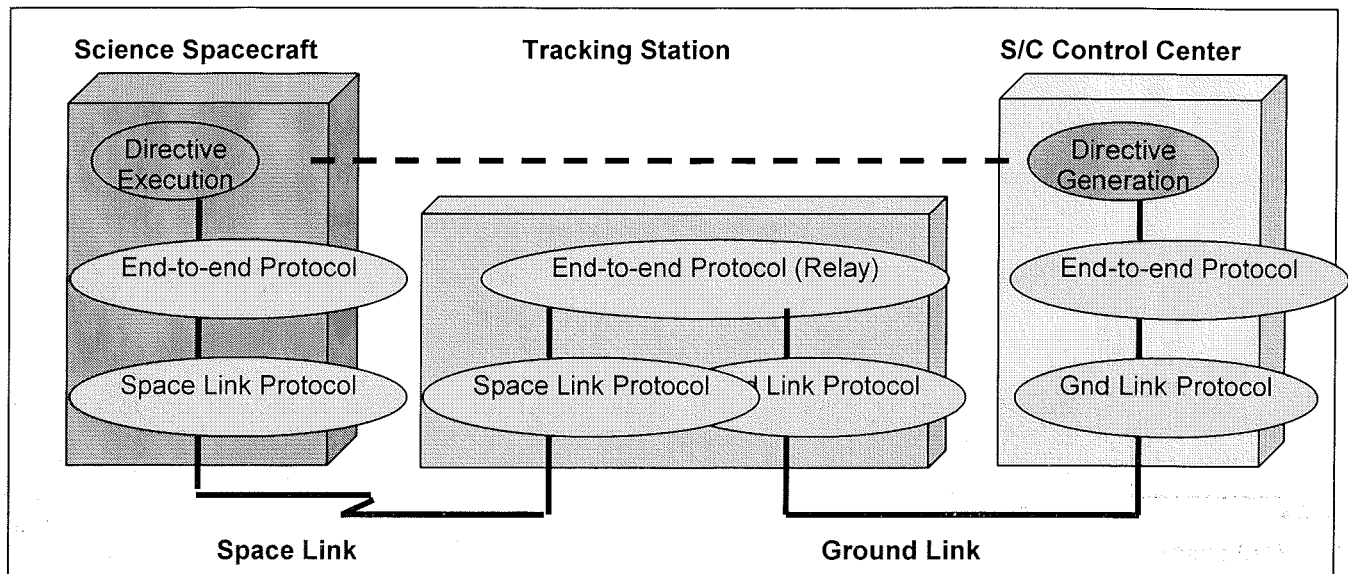 Science Spacecraft
Tracking Station
S/C Control Center
Directive
Execution
Directive
Generation
End-to-end Protocol
End-to-end Protocol (Relay)
End-to-end Protocol
Space Link Protocol
Space Link Protocol
d Link Protocol
Gnd Link Protocol
Space Link
Ground Link